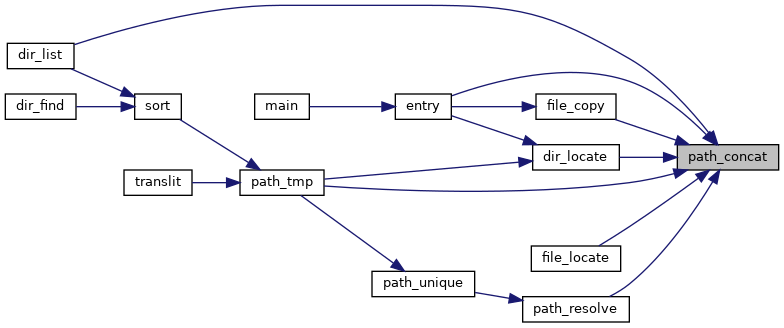 dir_list
dir_find
sort
main
entry
file_copy
dir_locate
path_concat
translit
path_tmp
file_locate
path_unique
path_resolve